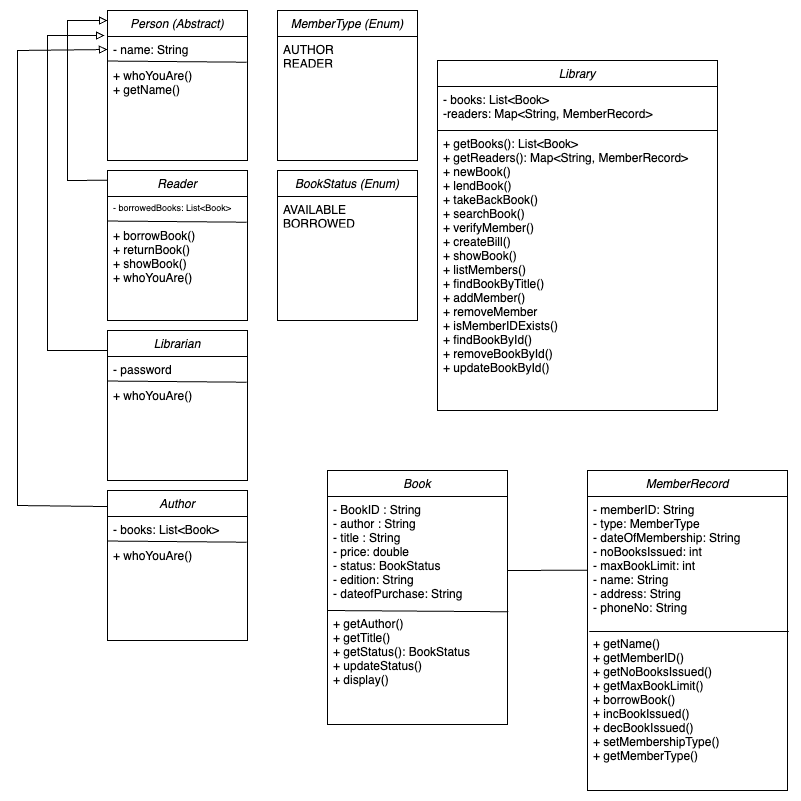 Person (Abstract)
- name: String
+ whoYouAre()
+ getName()
MemberType (Enum)
AUTHOR
READER
Library
- books: List<Book>
-readers: Map<String, MemberRecord>
+ getBooks(): List<Book>
+ getReaders(): Map<String, MemberRecord>
+ newBook()
+ lendBook()
+ takeBackBook()
+ searchBook()
+ verifyMember()
+ createBill()
+ showBook()
+ listMembers()
+ findBookByTitle()
+ addMember()
+ removeMember
+ isMemberIDExists()
+ findBookById()
+ removeBookById()
+ updateBookById()
Reader
- borrowedBooks: List<Book>
+ borrowBook()
+ returnBook()
+ showBook()
+ whoYouAre()
BookStatus (Enum)
AVAILABLE
BORROWED
Librarian
- password
+ whoYouAre()
Author
- books: List<Book>
+ whoYouAre()
Book
- BookID : String
- author : String
- title : String
- price: double
- status: BookStatus
- edition: String
- dateofPurchase: String
+ getAuthor()
+ getTitle()
+ getStatus(): BookStatus
+ updateStatus()
+ display()
MemberRecord
- memberID: String
- type: MemberType
- dateOfMembership: String
- noBooksIssued: int
- maxBookLimit: int
- name: String
- address: String
- phoneNo: String
+ getName()
+ getMemberID()
+ getNoBooksIssued()
+ getMaxBookLimit()
+ borrowBook()
+ incBookIssued()
+ decBookIssued()
+ setMembershipType()
+ getMemberType()